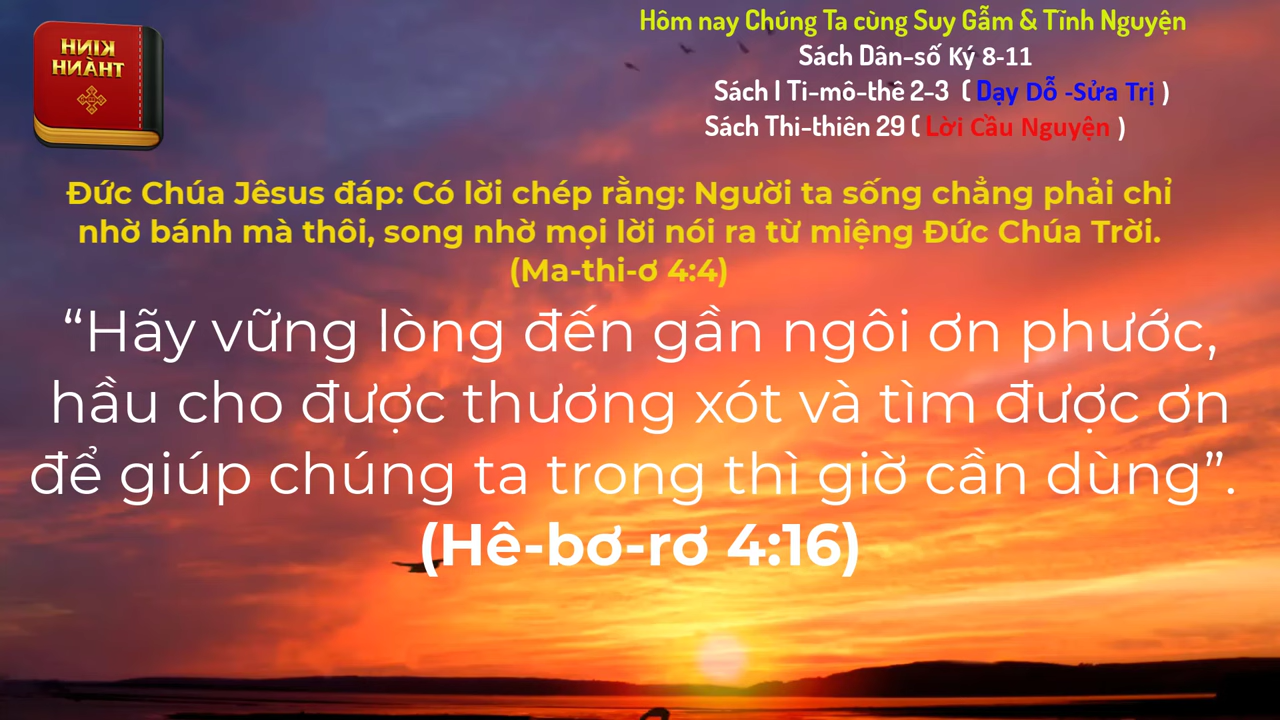 KINH
THÀNH
Hôm nay Chúng Ta cùng Suy Gẫm & Tĩnh Nguyện
Sách Dân-số Ký 8-11
Sách I Ti-mô-thê 2-3 ( Dạy Dỗ -Sửa Trị )
Sách Thi-thiên 29 ( Lời Cầu Nguyện )
Đức Chúa Jêsus đáp: Có lời chép rằng: Người ta sống chẳng phải chỉ
nhờ bánh mà thôi, song nhờ mọi lời nói ra từ miệng Đức Chúa Trời.
(Ma-thi-ơ 4:4)
“Hãy vững lòng đến gần ngôi ơn phước,
hầu cho được thương xót và tìm được ơn
để giúp chúng ta trong thì giờ cần dùng”.
(Hê-bơ-rơ 4:16)